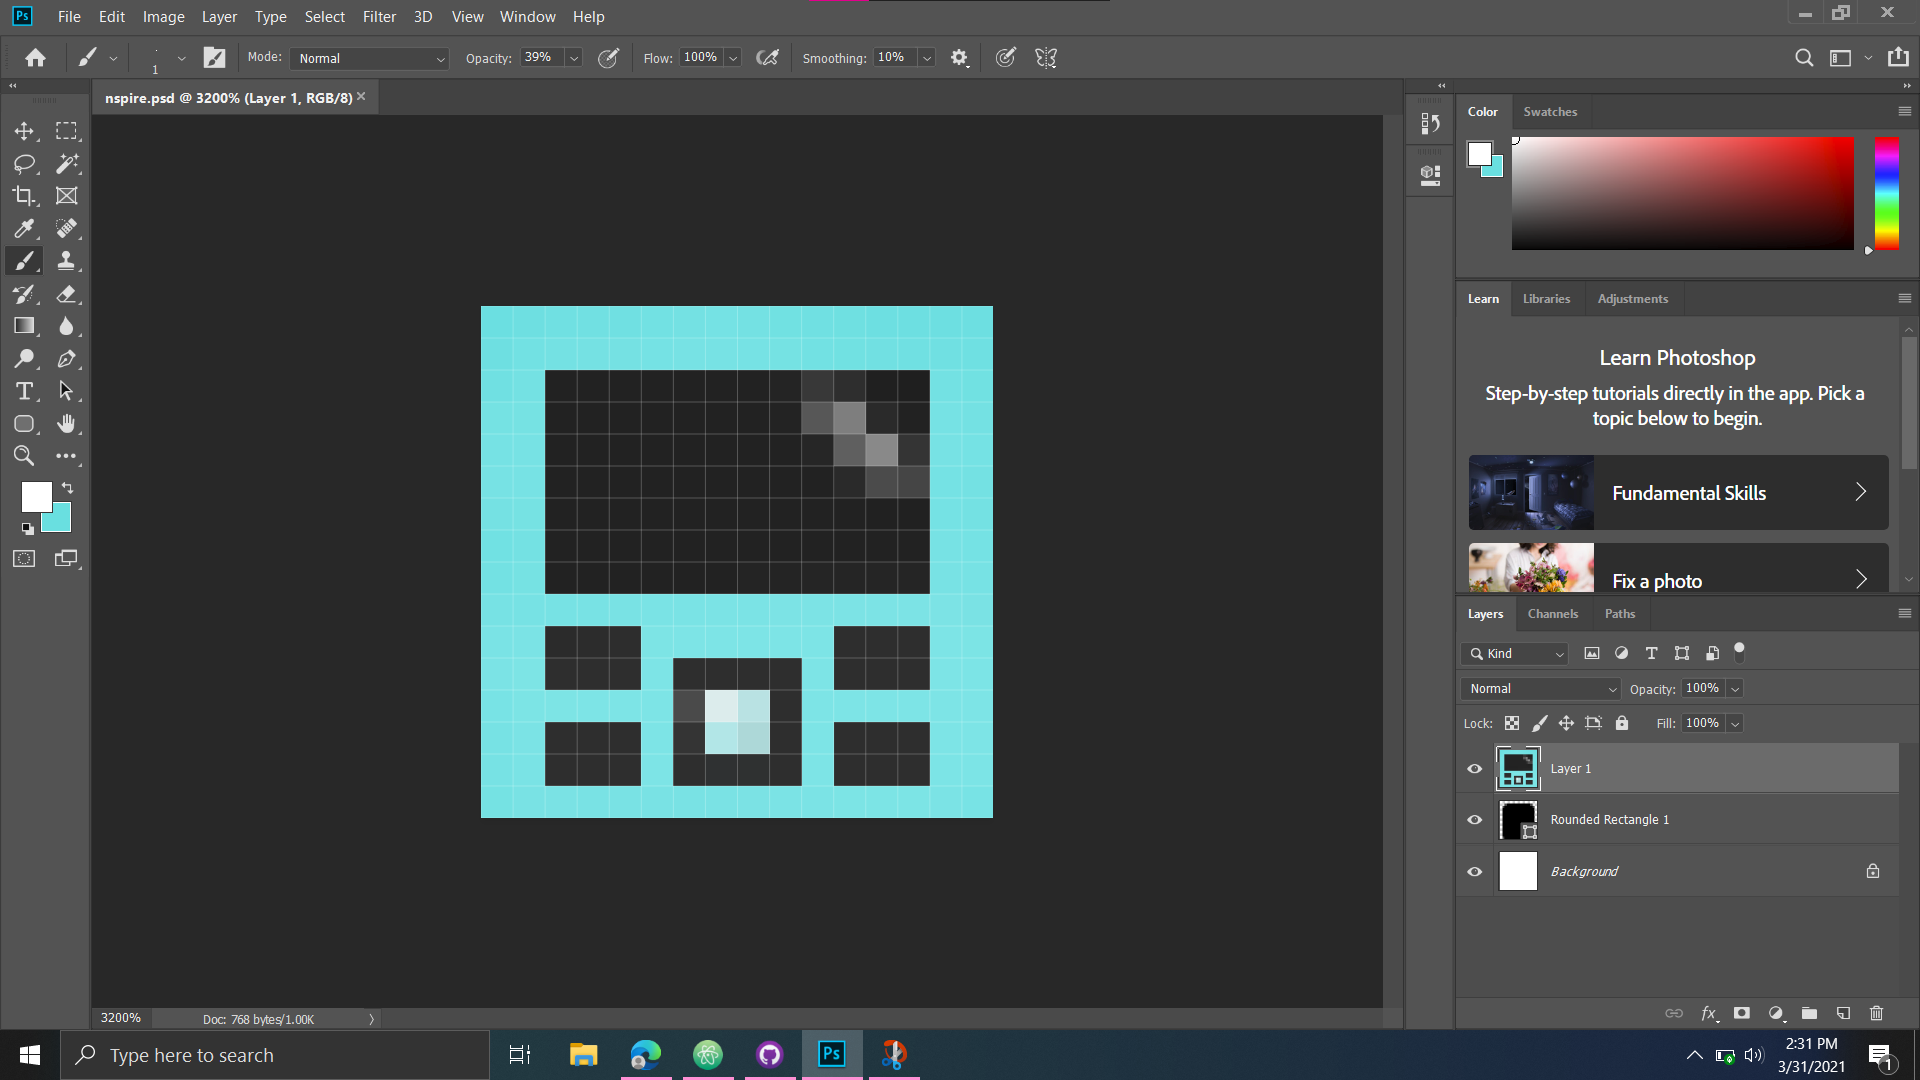 Ps File Edit Image Layer Type Select Filter 3D View Window Help
1 Mode: Normal Opacity: 39% Flow: 100% Smoothing: 10%
nspire.psd @ 3200% (Layer 1, RGB/8)
Color Swatches
Learn Libraries Adjustments
Learn Photoshop
Step-by-step tutorials directly in the app. Pick a
topic below to begin.
Fundamental Skills
Fix a photo
Layers Channels Paths
Kind
Normal Opacity: 100%
Lock: Fill: 100%
Layer 1
Rounded Rectangle 1
Background
fx
3200% Doc: 768 bytes/1.00K
Type here to search
Ps
2:31 PM
3/31/2021
1